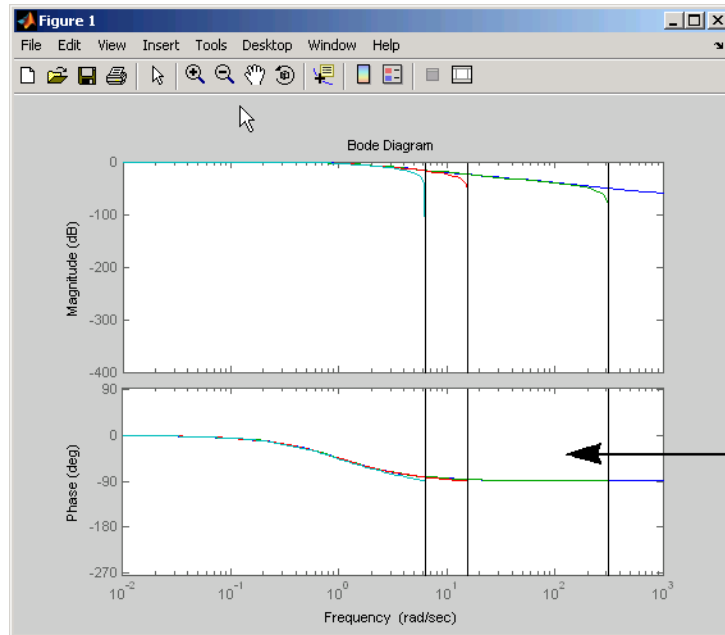 Figure 1
File Edit View Insert Tools Desktop Window Help
Bode Diagram
Magnitude (dB)
0
-100
-200
-300
-400
Phase (deg)
90
0
-90
-180
-270
10^-2 10^-1 10^0 10^1 10^2 10^3
Frequency (rad/sec)